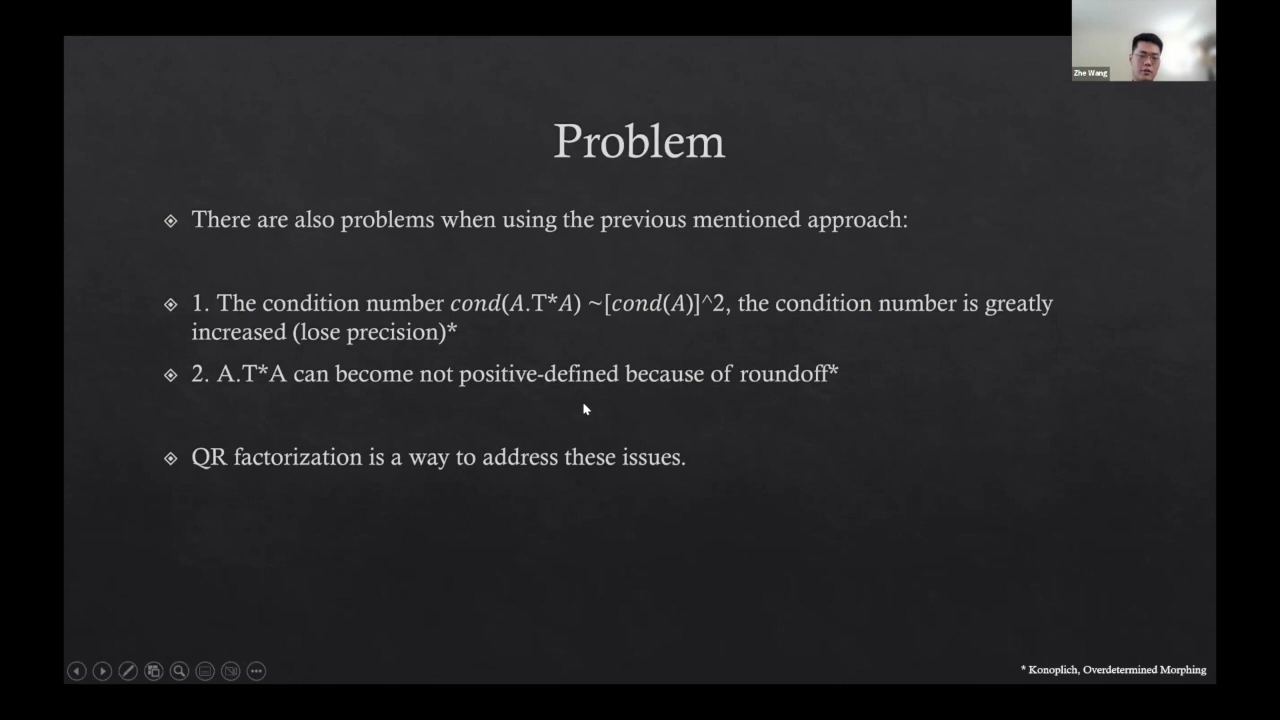 Zhe Wang
Problem
There are also problems when using the previous mentioned approach:
1. The condition number cond(A.T*A) ~[cond(A)]^2, the condition number is greatly
increased (lose precision)*
2. A.T*A can become not positive-defined because of roundoff*
QR factorization is a way to address these issues.
* Konoplich, Overdetermined Morphing